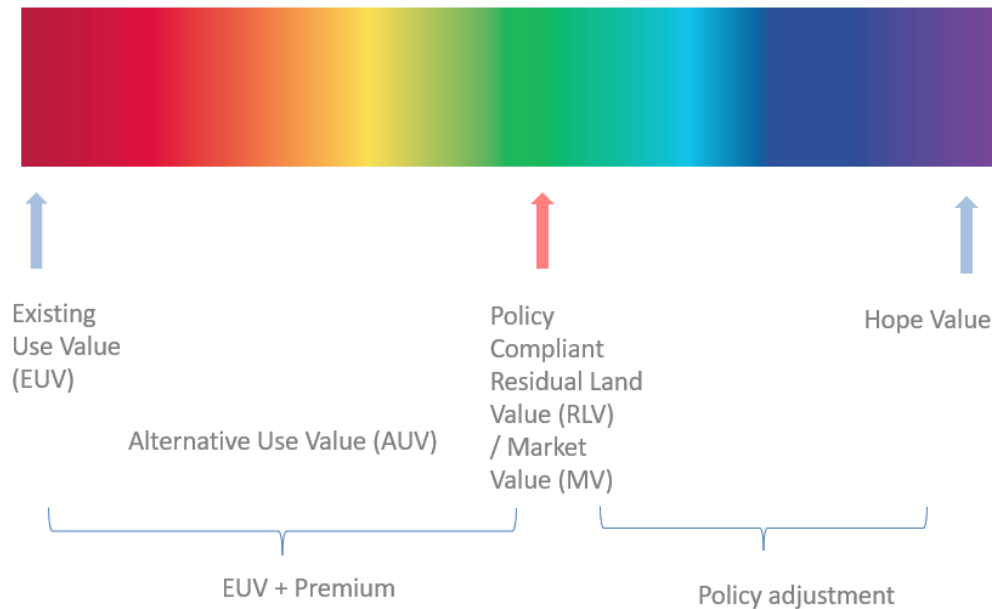 Existing
Use Value
(EUV)
Alternative Use Value (AUV)
Policy
Compliant
Residual Land
Value (RLV)
/ Market
Value (MV)
Hope Value
EUV + Premium
Policy adjustment